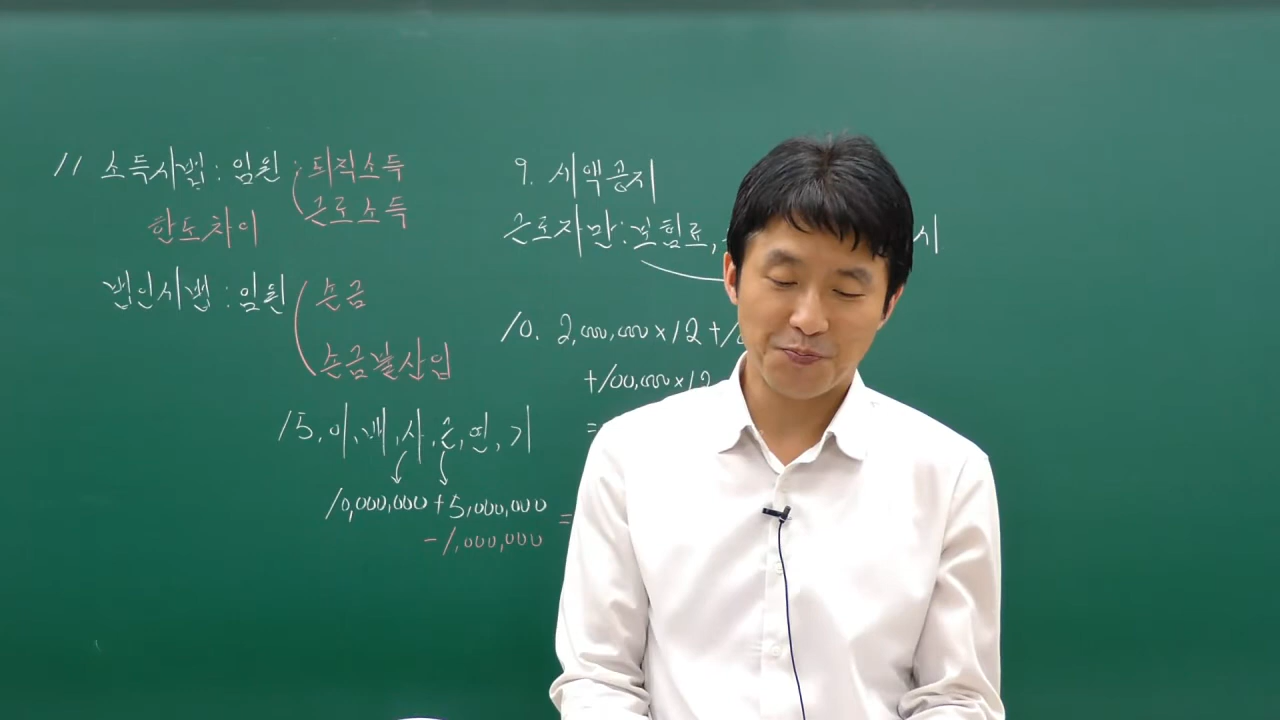 11 소득세법 : 임원 퇴직소득
근로소득
한도차이
법인세법 : 임원 손금
손금불산입
15. 이, 배, 사, 근, 연, 기
10,000,000 + 5,000,000 =
-1,000,000
9. 세액공제
근로자만 : 보험료, 시
10. 2,000,000 × 12 + 1
+ 100,000 × 12
=